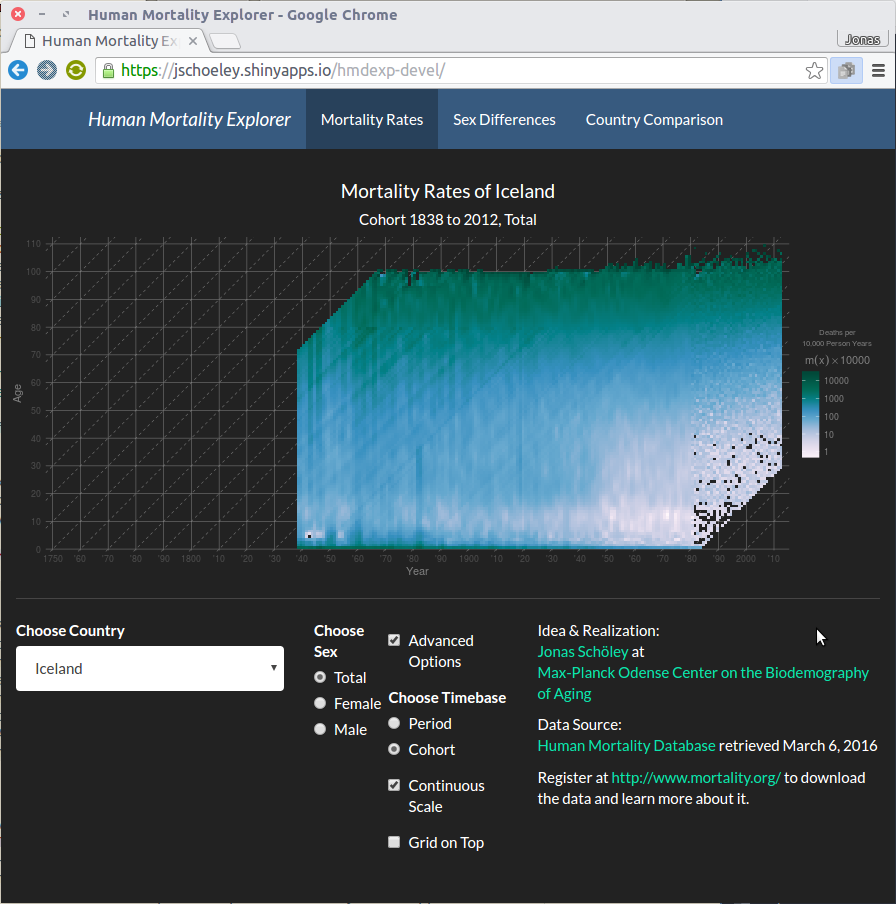 Human Mortality Explorer - Google Chrome
Human Mortality Ex
Jonas
https://jschoeley.shinyapps.io/hmdexp-devel/
Human Mortality Explorer
Mortality Rates
Sex Differences
Country Comparison
Mortality Rates of Iceland
Cohort 1838 to 2012, Total
110
100
90
80
70
60
50
40
30
20
10
0
Age
1750 '60 '70 '80 '90 1800 '10 '20 '30 '40 '50 '60 '70 '80 '90 1900 '10 '20 '30 '40 '50 '60 '70 '80 '90 2000 '10
Year
Deaths per
10,000 Person Years
m(x) × 10000
10000
1000
100
10
1
Choose Country
Iceland
Choose
Sex
Total
Female
Male
Advanced
Options
Choose Timebase
Period
Cohort
Continuous
Scale
Grid on Top
Idea & Realization:
Jonas Schöley at
Max-Planck Odense Center on the Biodemography
of Aging
Data Source:
Human Mortality Database retrieved March 6, 2016
Register at http://www.mortality.org/ to download
the data and learn more about it.